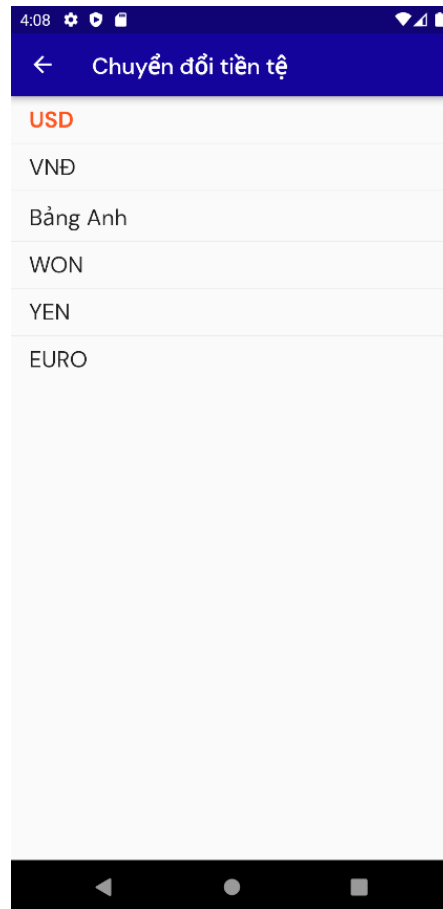 4:08
Chuyển đổi tiền tệ
USD
VNĐ
Bảng Anh
WON
YEN
EURO